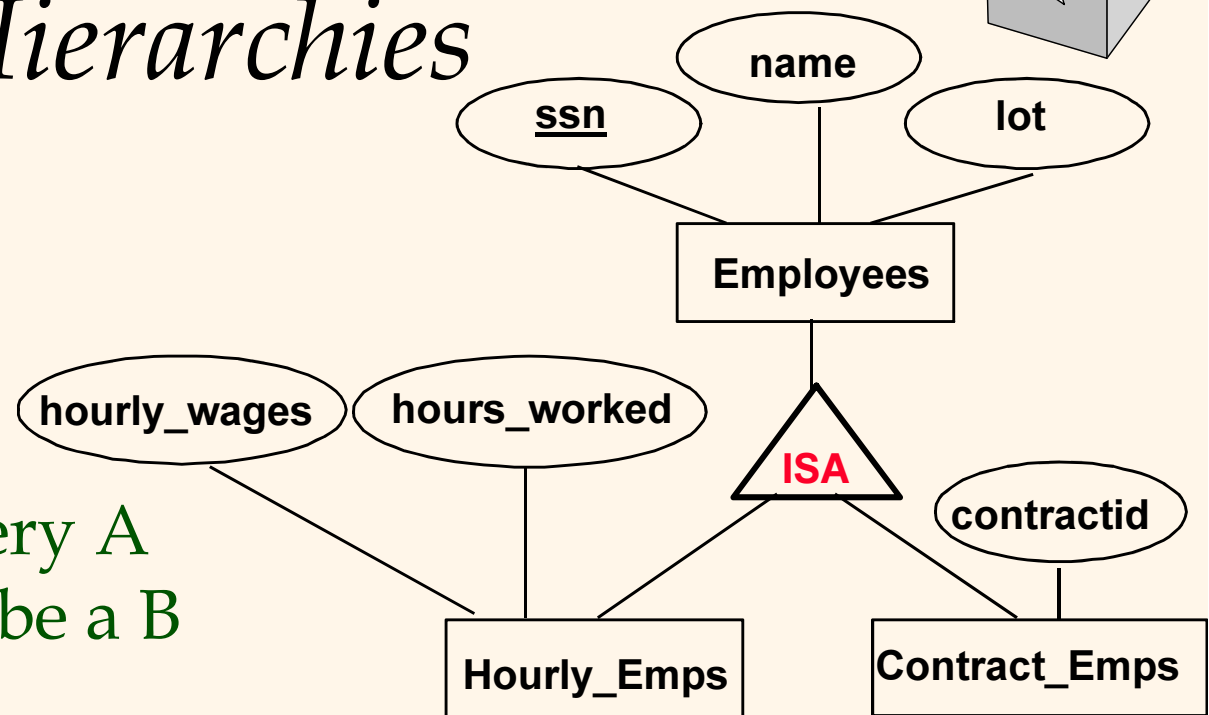 Hierarchies
name
ssn
lot
Employees
hourly_wages
hours_worked
ISA
contractid
ery A
be a B
Hourly_Emps
Contract_Emps